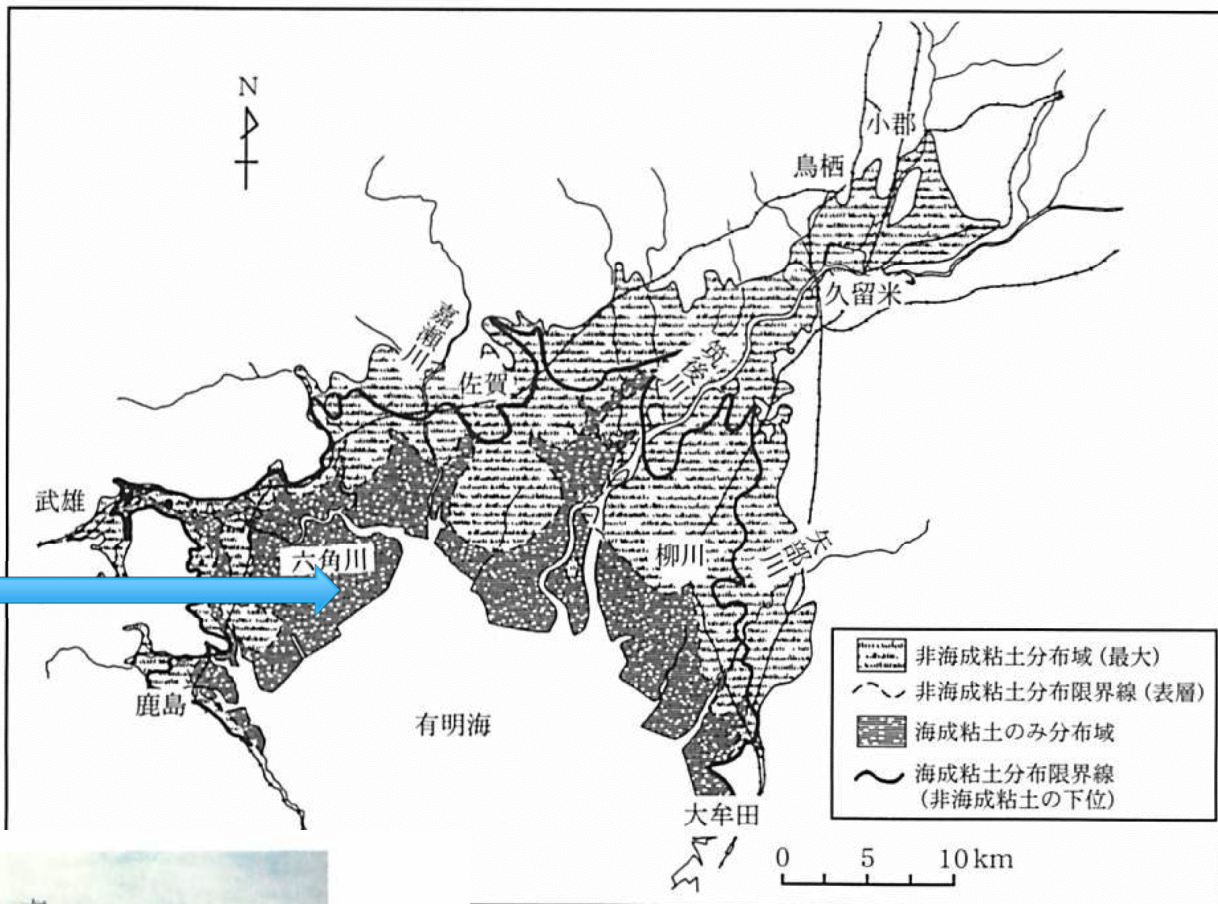 N
小郡
鳥栖
久留米
嘉瀬川
佐賀
筑後川
武雄
六角川
柳川
矢部川
鹿島
有明海
大牟田
非海成粘土分布域(最大)
非海成粘土分布限界線(表層)
海成粘土のみ分布域
海成粘土分布限界線
(非海成粘土の下位)
0 5 10km